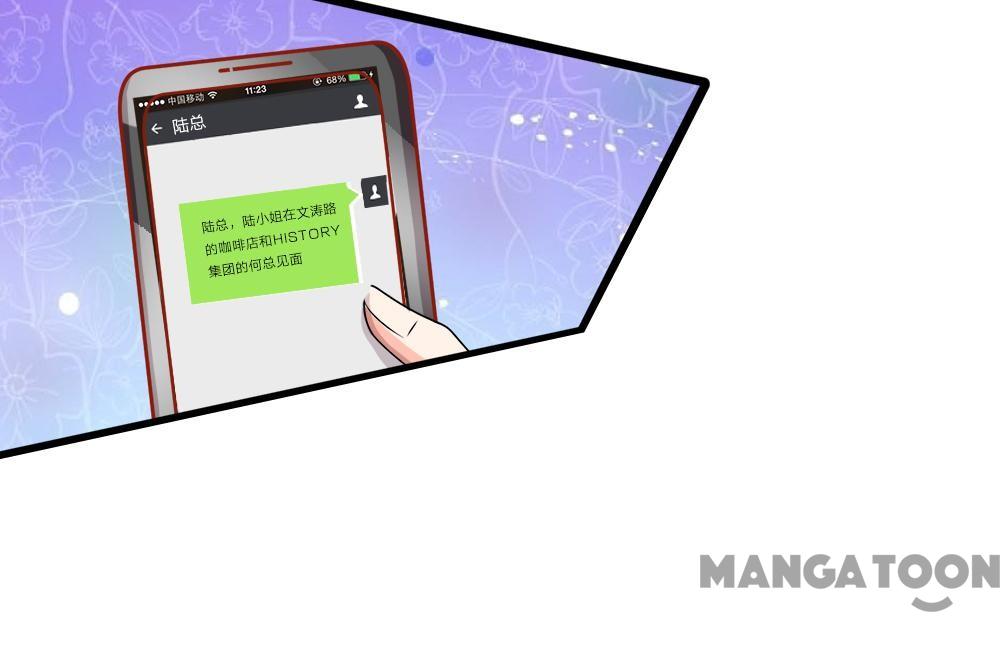 中国移动 11:23 68%
陆总
陆总，陆小姐在文涛路
的咖啡店和HISTORY
集团的何总见面
MANGATOON